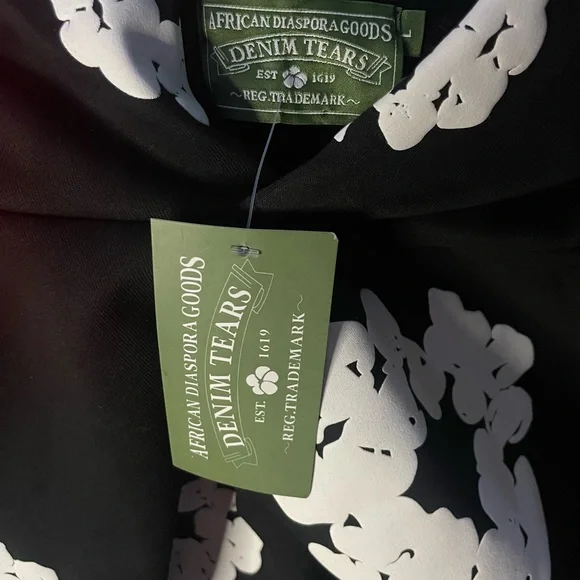 AFRICAN DIASPORA GOODS
DENIM TEARS
EST 1619
~REG.TRADEMARK~
L
AFRICAN DIASPORA GOODS
DENIM TEARS
EST. 1619
~REG.TRADEMARK~